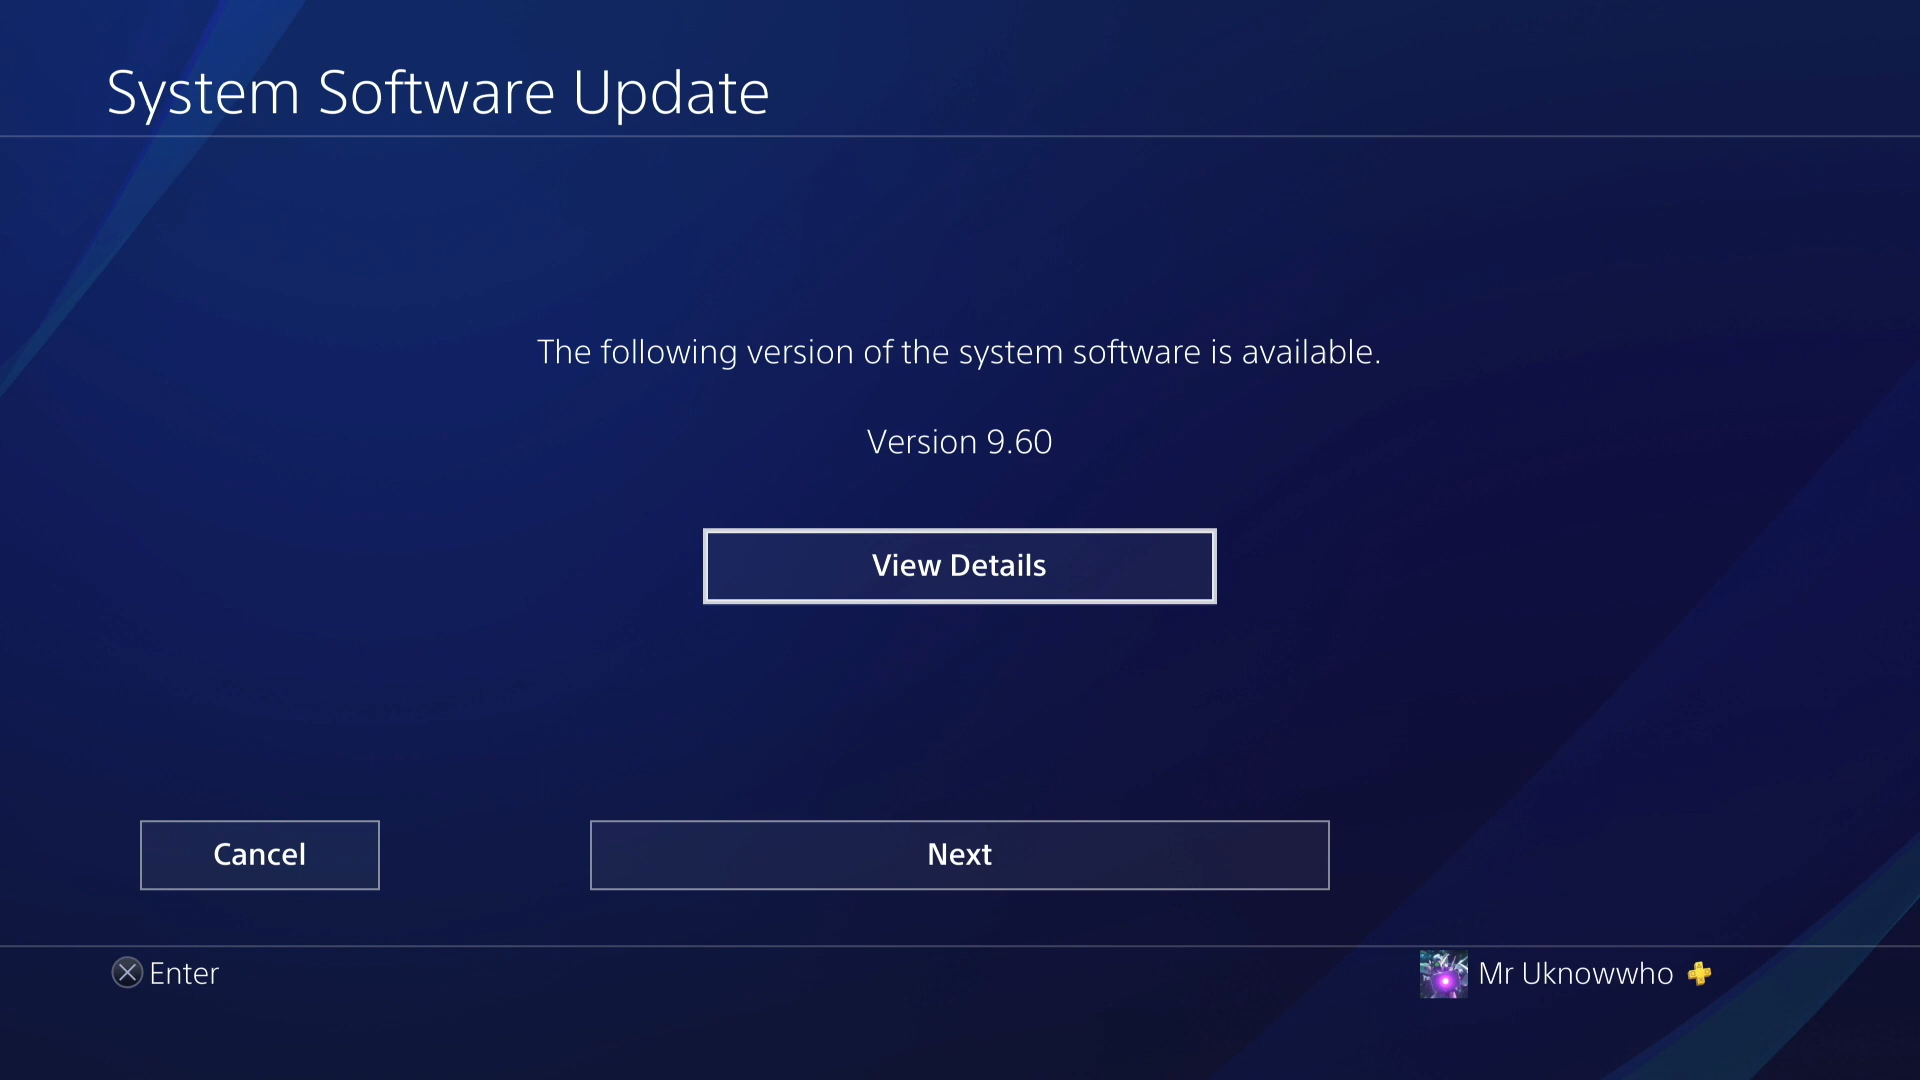 System Software Update
The following version of the system software is available.
Version 9.60
View Details
Cancel
Next
Enter
Mr Uknowwho